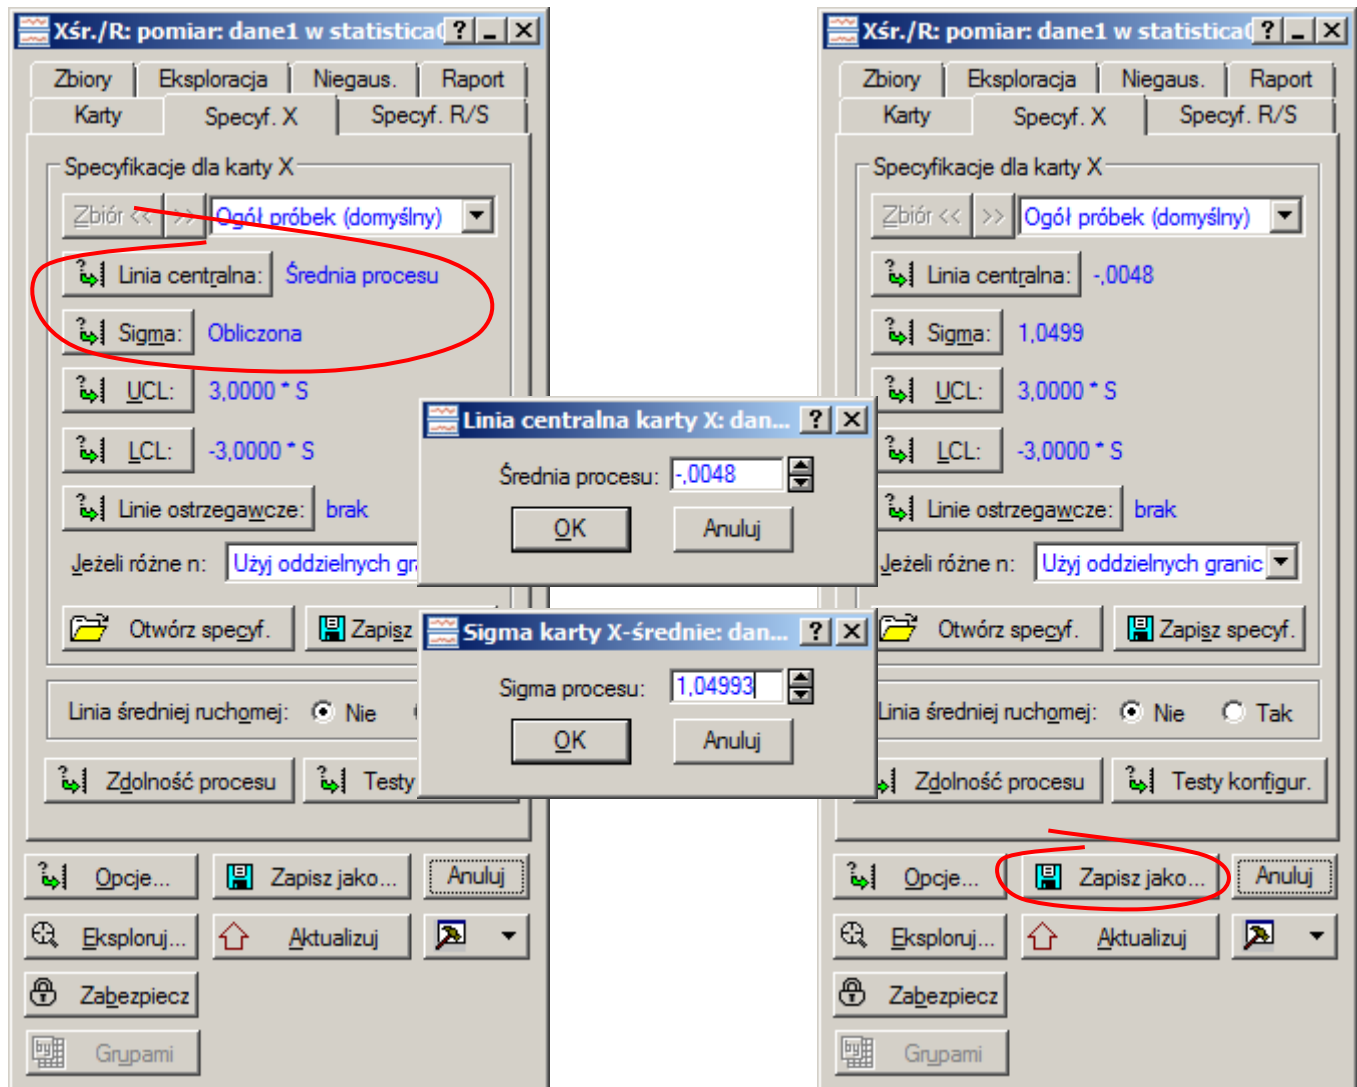 Xśr./R: pomiar: dane1 w statistica
Zbiory Eksploracja Niegaus. Raport
Karty Specyf. X Specyf. R/S
Specyfikacje dla karty X
Zbiór << >> Ogół próbek (domyślny)
Linia centralna: Średnia procesu
Sigma: Obliczona
UCL: 3,0000 * S
LCL: -3,0000 * S
Linie ostrzegawcze: brak
Jeżeli różne n: Użyj oddzielnych gr
Otwórz specyf. Zapisz
Linia średniej ruchomej: Nie
Zdolność procesu Testy
Opcje... Zapisz jako... Anuluj
Eksploruj... Aktualizuj
Zabezpiecz
by Grupami
Linia centralna karty X: dan...
Średnia procesu: -,0048
OK Anuluj
Sigma karty X-średnie: dan...
Sigma procesu: 1,04993
OK Anuluj
Xśr./R: pomiar: dane1 w statistica
Zbiory Eksploracja Niegaus. Raport
Karty Specyf. X Specyf. R/S
Specyfikacje dla karty X
Zbiór << >> Ogół próbek (domyślny)
Linia centralna: -,0048
Sigma: 1,0499
UCL: 3,0000 * S
LCL: -3,0000 * S
Linie ostrzegawcze: brak
Jeżeli różne n: Użyj oddzielnych granic
Otwórz specyf. Zapisz specyf.
Linia średniej ruchomej: Nie Tak
Zdolność procesu Testy konfigur.
Opcje... Zapisz jako... Anuluj
Eksploruj... Aktualizuj
Zabezpiecz
by Grupami